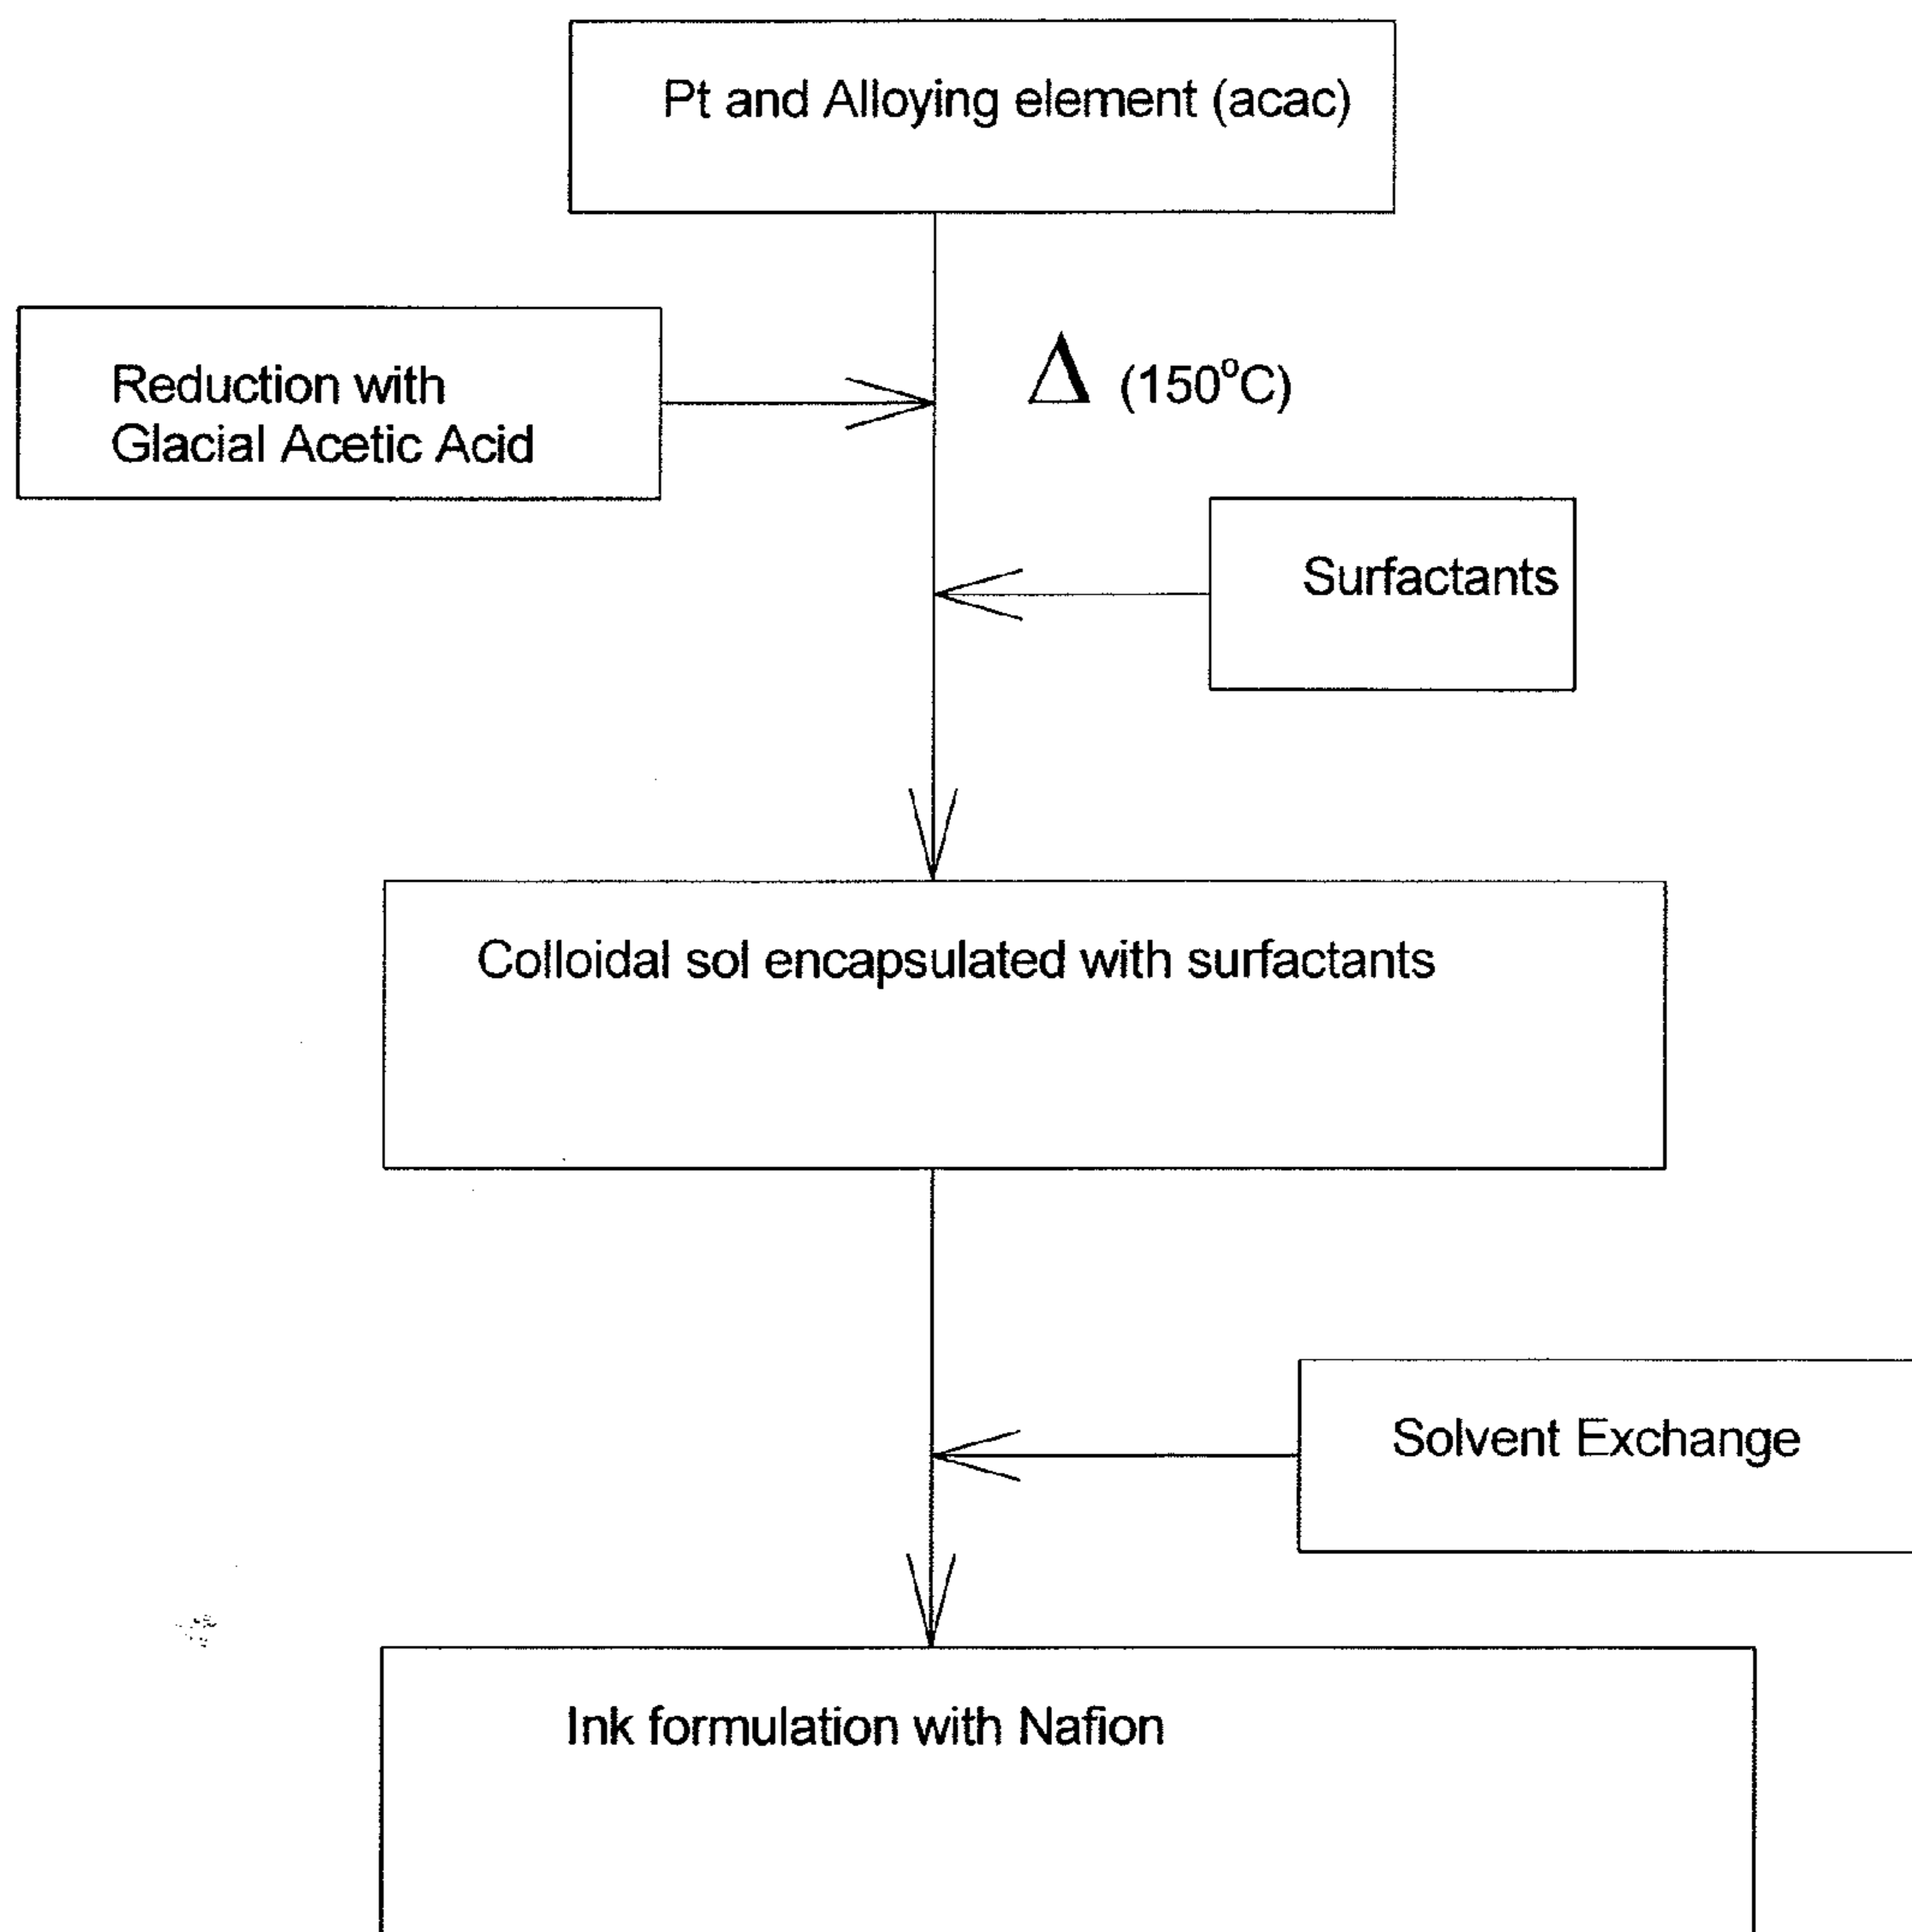 Pt and Alloying element (acac)
Reduction with
Glacial Acetic Acid
Δ (150°C)
Surfactants
Colloidal sol encapsulated with surfactants
Solvent Exchange
Ink formulation with Nafion